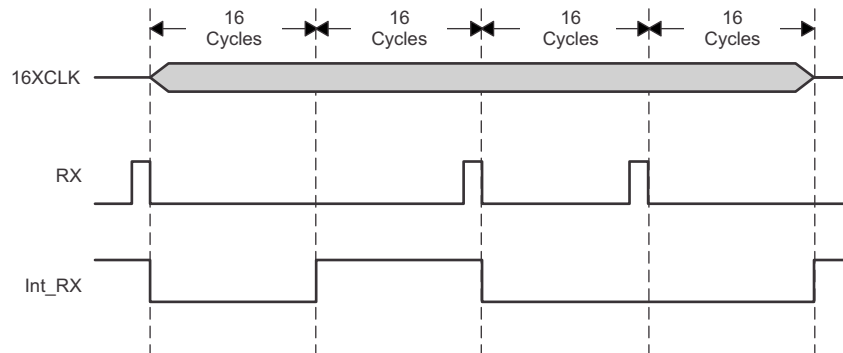 16 16 16 16
Cycles Cycles Cycles Cycles
16XCLK
RX
Int_RX